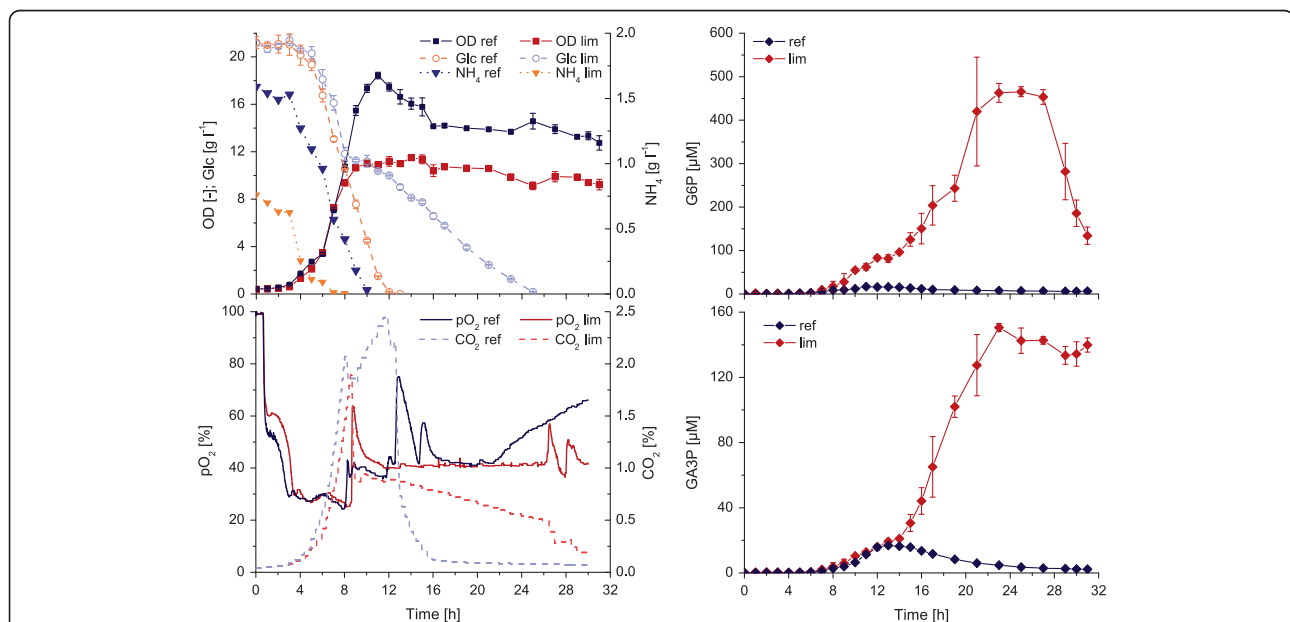 OD ref
OD lim
Glc ref
Glc lim
NH₄ ref
NH₄ lim
OD [-]; Glc [g l⁻¹]
20
16
12
8
4
0
NH₄ [g l⁻¹]
2.0
1.5
1.0
0.5
0.0
ref
lim
G6P [µM]
600
500
400
300
200
100
0
pO₂ ref
pO₂ lim
CO₂ ref
CO₂ lim
pO₂ [%]
100
80
60
40
20
0
CO₂ [%]
2.5
2.0
1.5
1.0
0.5
0.0
0 4 8 12 16 20 24 28 32
Time [h]
ref
lim
GA3P [µM]
160
120
80
40
0
0 4 8 12 16 20 24 28 32
Time [h]